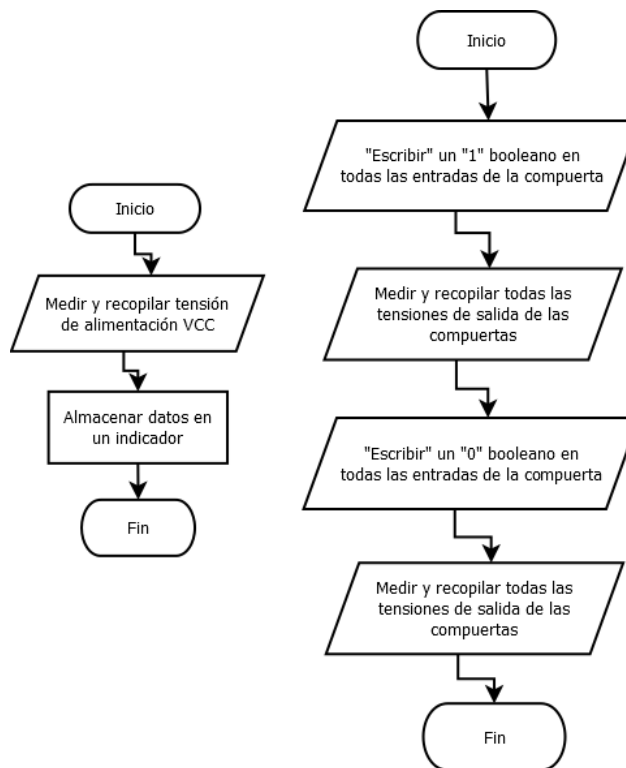 Inicio
Medir y recopilar tensión
de alimentación VCC
Almacenar datos en
un indicador
Fin
Inicio
"Escribir" un "1" booleano en
todas las entradas de la compuerta
Medir y recopilar todas las
tensiones de salida de las
compuertas
"Escribir" un "0" booleano en
todas las entradas de la compuerta
Medir y recopilar todas las
tensiones de salida de las
compuertas
Fin